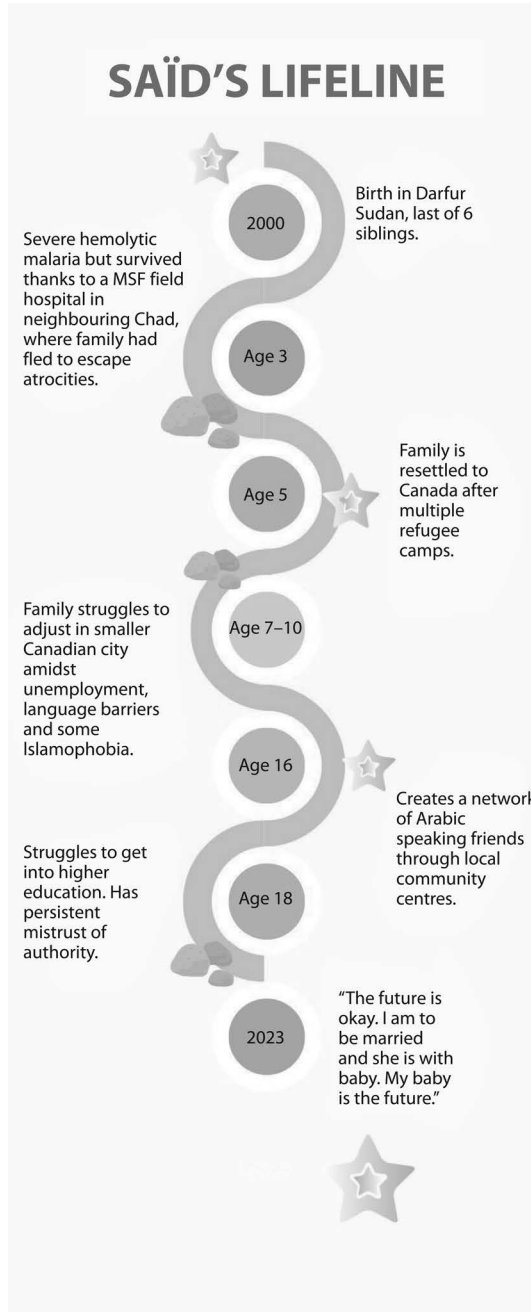 SAÏD'S LIFELINE
2000
Birth in Darfur
Sudan, last of 6
siblings.
Severe hemolytic
malaria but survived
thanks to a MSF field
hospital in
neighbouring Chad,
where family had
fled to escape
atrocities.
Age 3
Age 5
Family is
resettled to
Canada after
multiple
refugee
camps.
Age 7–10
Family struggles to
adjust in smaller
Canadian city
amidst
unemployment,
language barriers
and some
Islamophobia.
Age 16
Creates a network
of Arabic
speaking friends
through local
community
centres.
Struggles to get
into higher
education. Has
persistent
mistrust of
authority.
Age 18
2023
“The future is
okay. I am to
be married
and she is with
baby. My baby
is the future.”